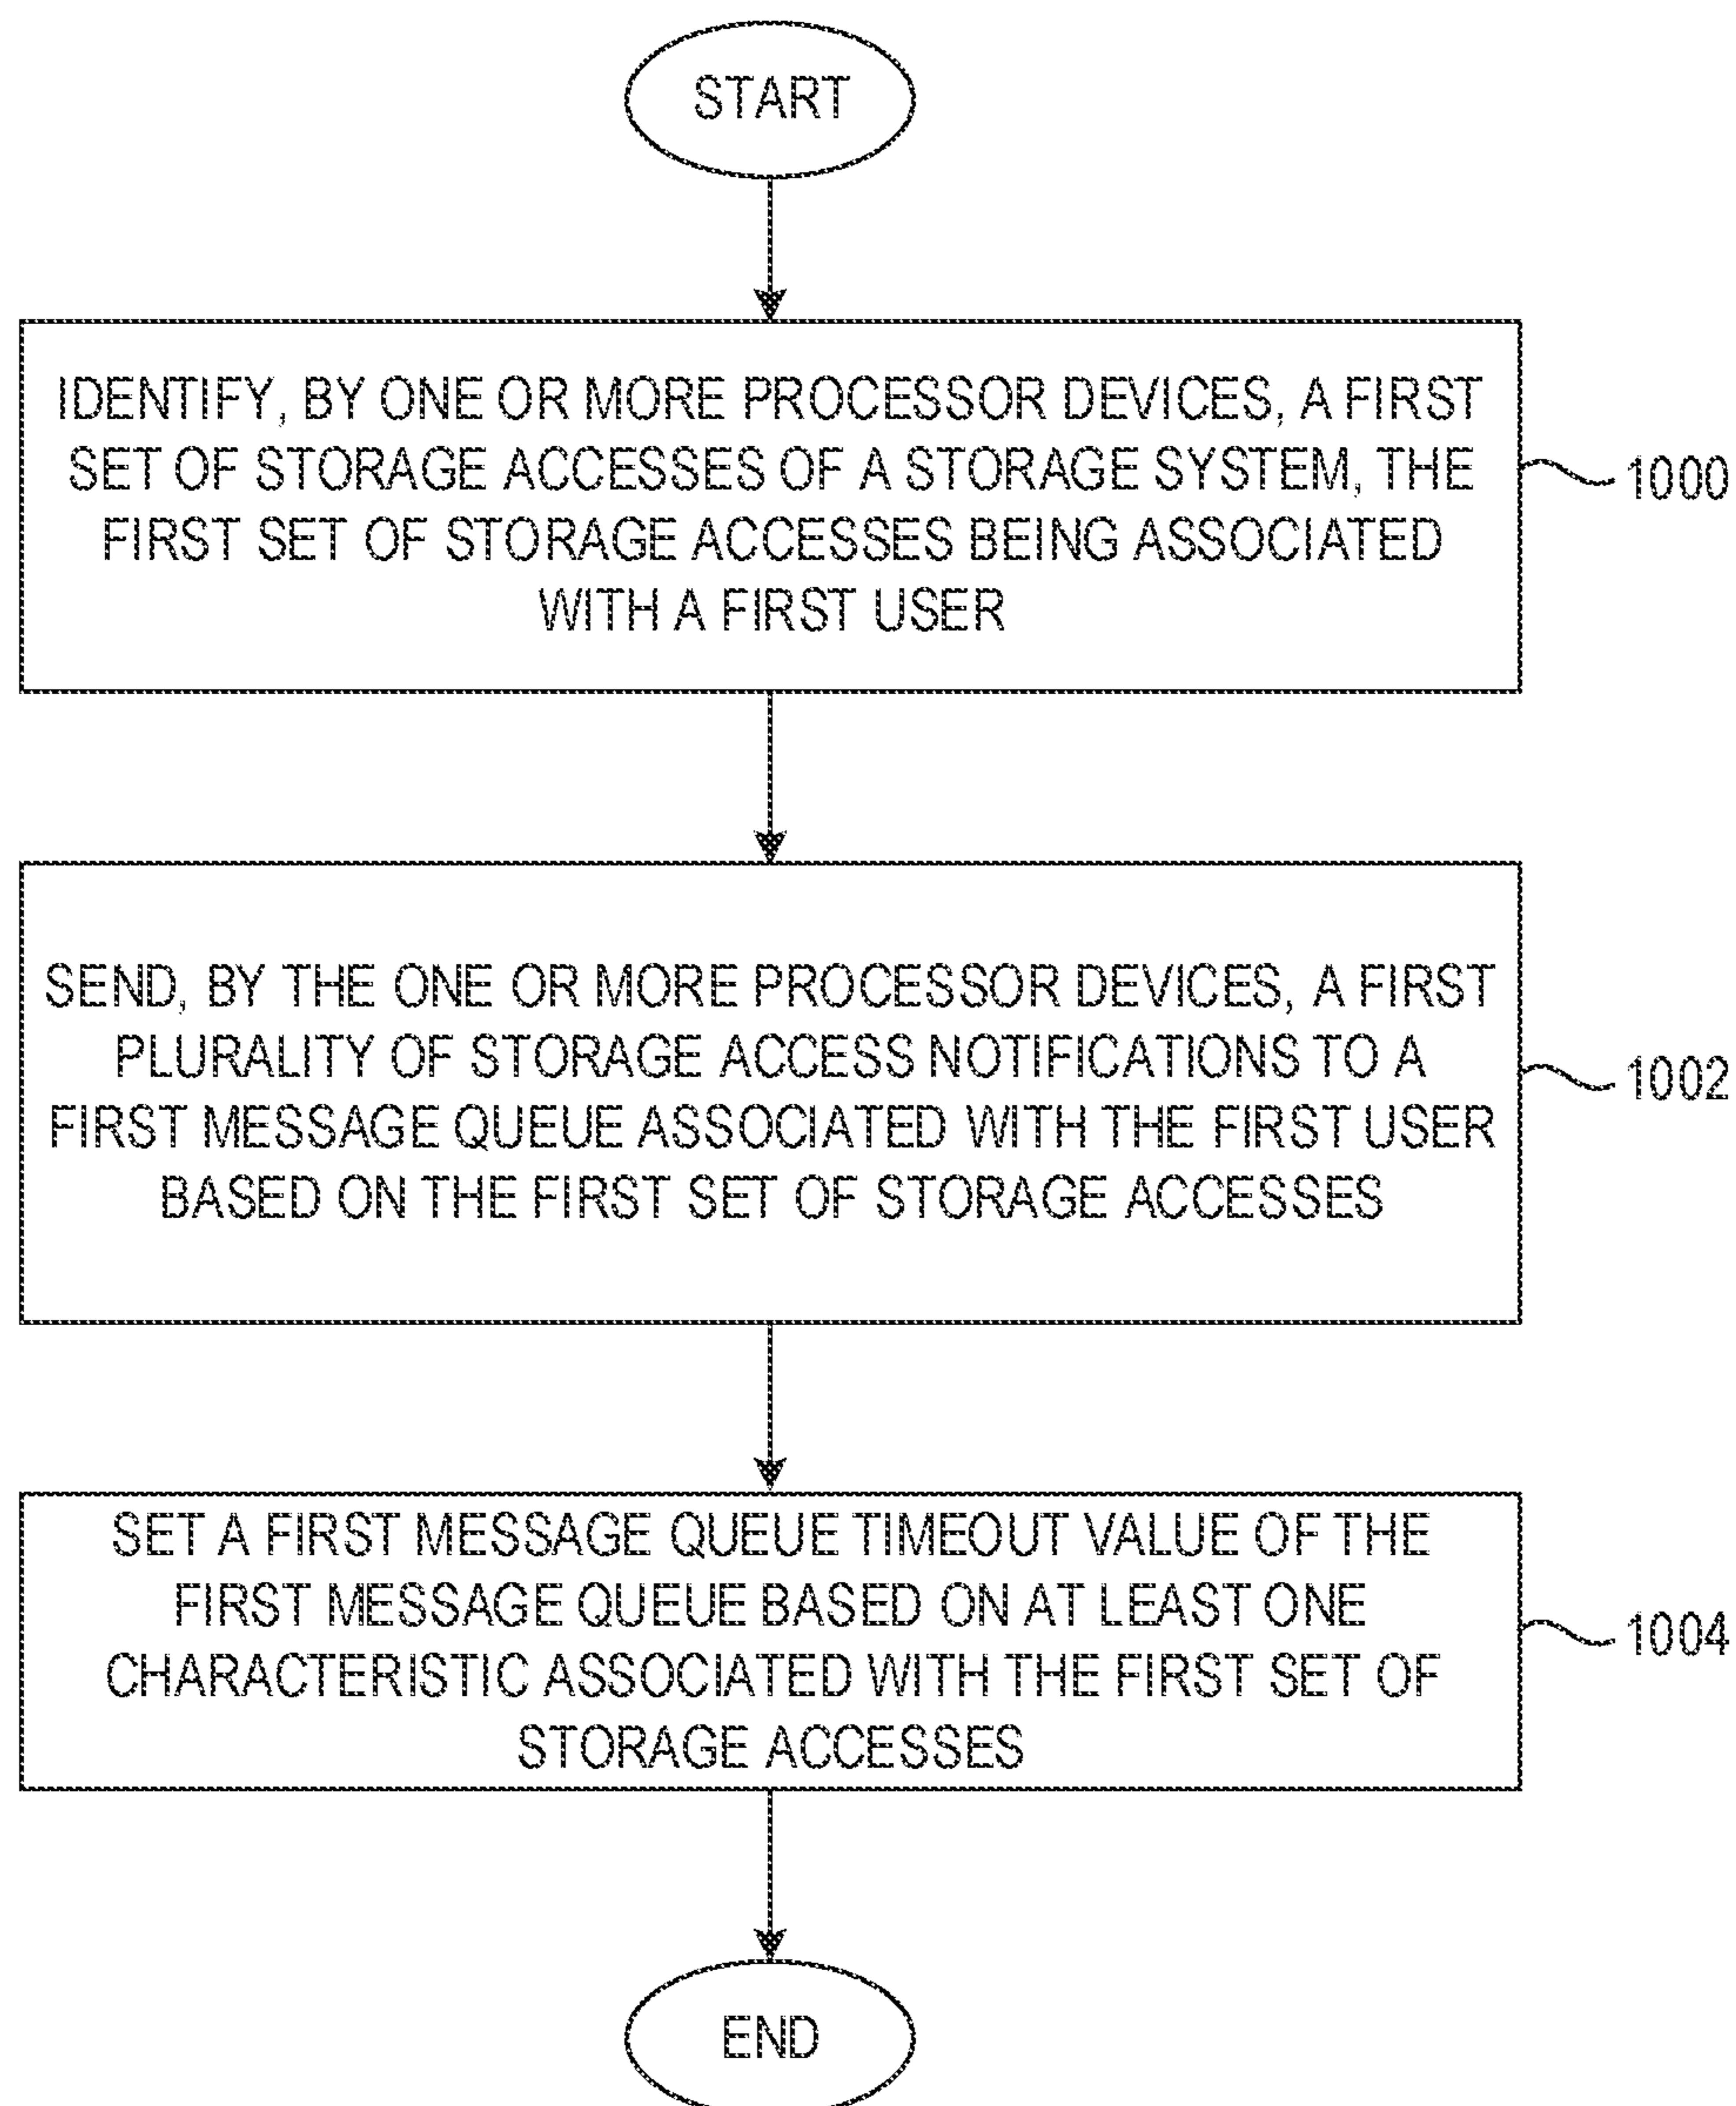 START
IDENTIFY, BY ONE OR MORE PROCESSOR DEVICES, A FIRST
SET OF STORAGE ACCESSES OF A STORAGE SYSTEM, THE
FIRST SET OF STORAGE ACCESSES BEING ASSOCIATED
WITH A FIRST USER
1000
SEND, BY THE ONE OR MORE PROCESSOR DEVICES, A FIRST
PLURALITY OF STORAGE ACCESS NOTIFICATIONS TO A
FIRST MESSAGE QUEUE ASSOCIATED WITH THE FIRST USER
BASED ON THE FIRST SET OF STORAGE ACCESSES
1002
SET A FIRST MESSAGE QUEUE TIMEOUT VALUE OF THE
FIRST MESSAGE QUEUE BASED ON AT LEAST ONE
CHARACTERISTIC ASSOCIATED WITH THE FIRST SET OF
STORAGE ACCESSES
1004
END